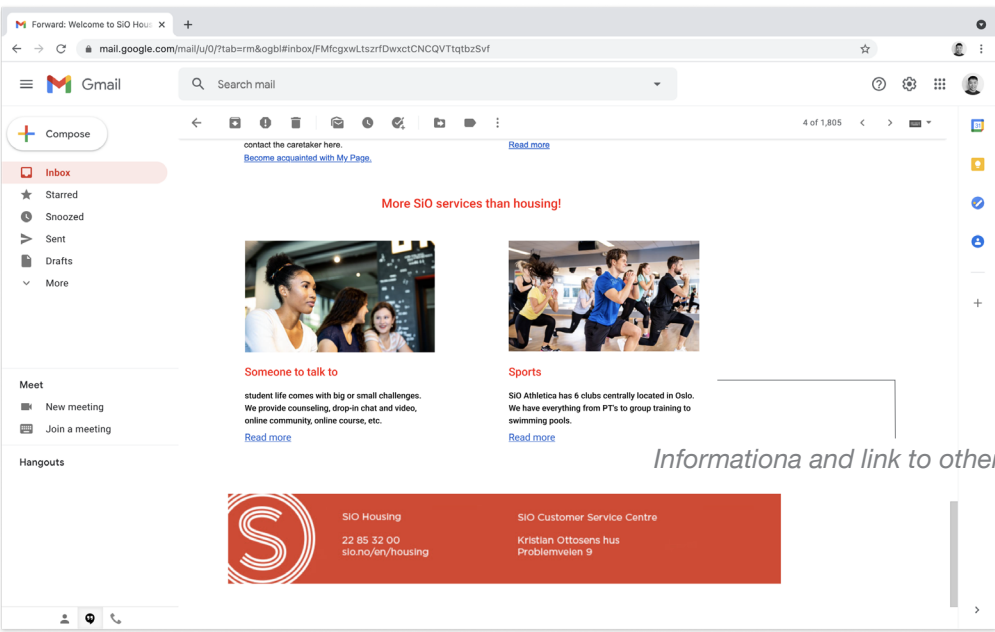 Forward: Welcome to SiO Hous
mail.google.com/mail/u/0/?tab=rm&ogbl#inbox/FMfcgxwLtszrfDwxctCNCQVTtqtbzSvf
Gmail
Search mail
Compose
4 of 1,805
Inbox
Starred
Snoozed
Sent
Drafts
More
Meet
New meeting
Join a meeting
Hangouts
contact the caretaker here.
Become acquainted with My Page.
Read more
More SiO services than housing!
Someone to talk to
student life comes with big or small challenges.
We provide counseling, drop-in chat and video,
online community, online course, etc.
Read more
Sports
SiO Athletica has 6 clubs centrally located in Oslo.
We have everything from PT's to group training to
swimming pools.
Read more
Informationa and link to other
SiO Housing
22 85 32 00
sio.no/en/housing
SiO Customer Service Centre
Kristian Ottosens hus
Problemveien 9
31